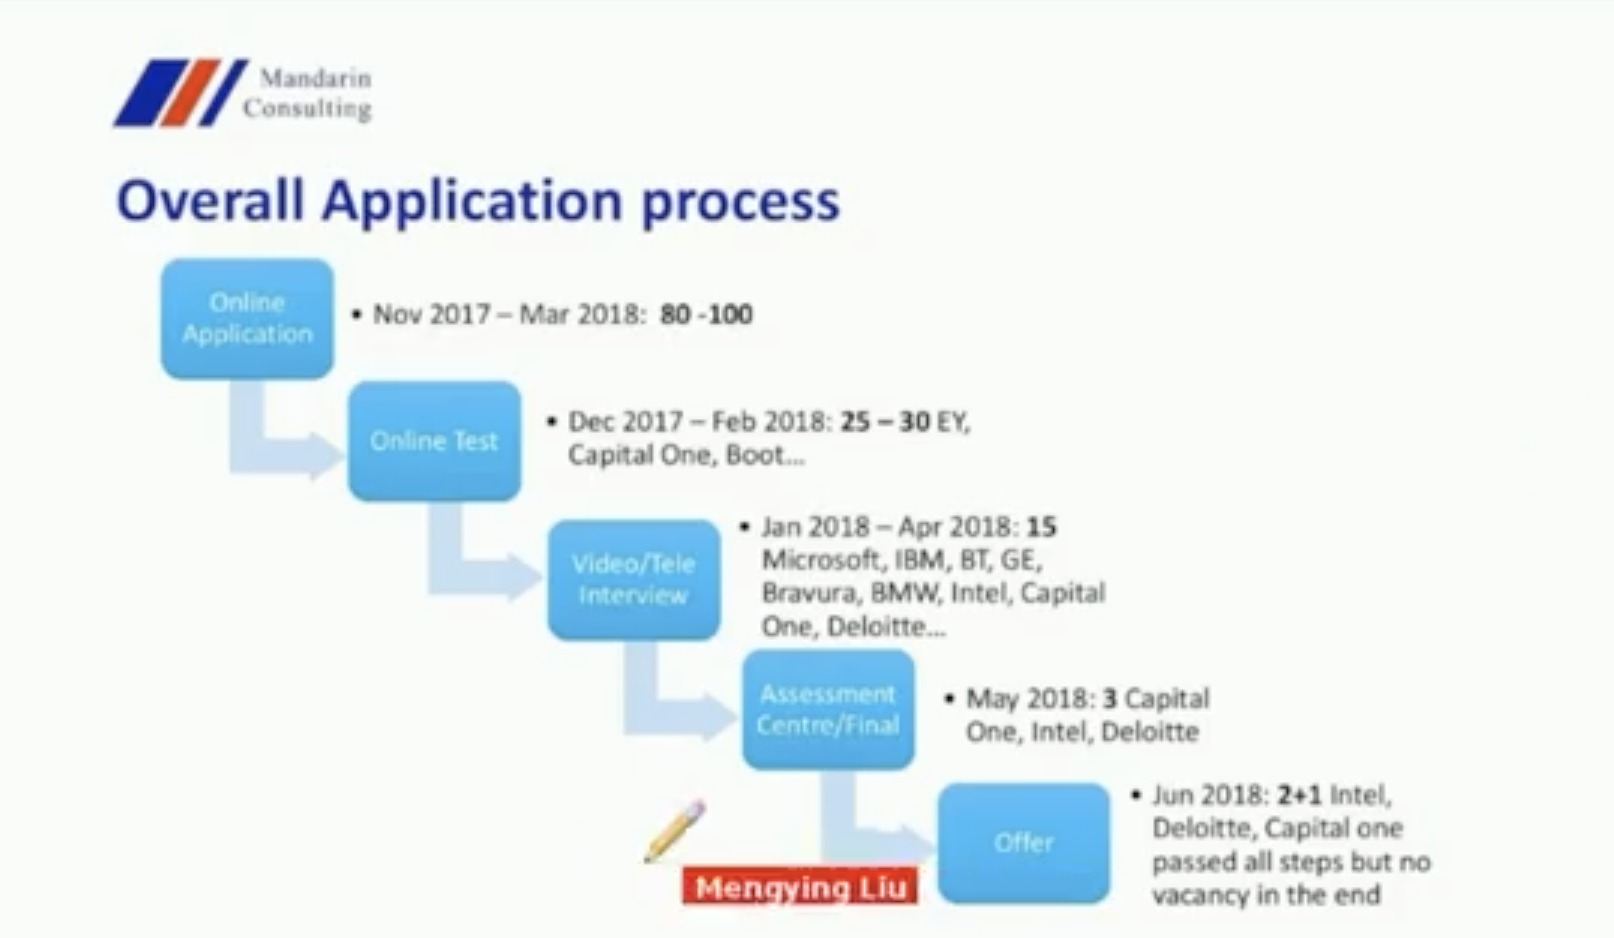 Mandarin
Consulting
Overall Application process
Online
Application
• Nov 2017 – Mar 2018: 80 -100
Online Test
• Dec 2017 – Feb 2018: 25 – 30 EY,
Capital One, Boot...
Video/Tele
Interview
• Jan 2018 – Apr 2018: 15
Microsoft, IBM, BT, GE,
Bravura, BMW, Intel, Capital
One, Deloitte...
Assessment
Centre/Final
• May 2018: 3 Capital
One, Intel, Deloitte
Offer
• Jun 2018: 2+1 Intel,
Deloitte, Capital one
passed all steps but no
vacancy in the end
Mengying Liu